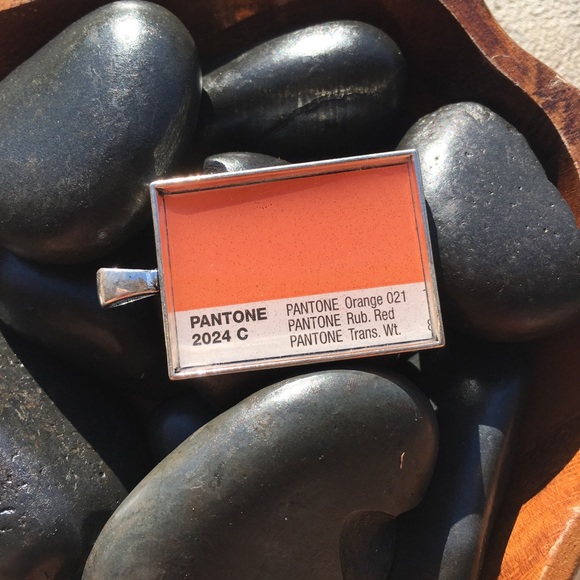 PANTONE
2024 C
PANTONE Orange 021
PANTONE Rub. Red
PANTONE Trans. Wt.